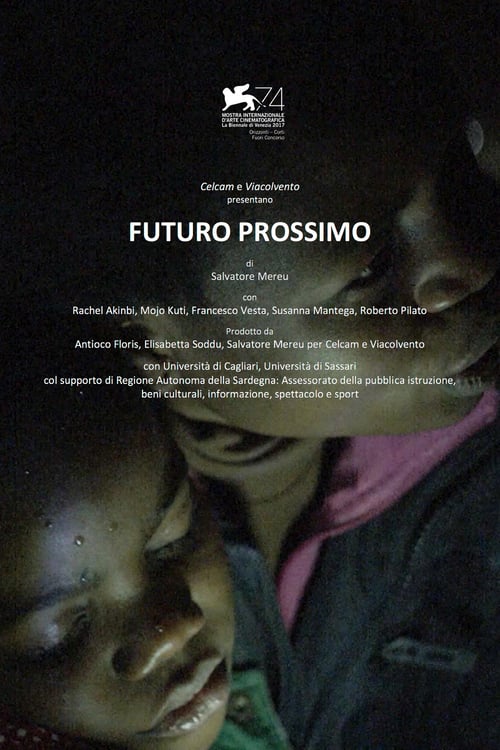 74
MOSTRA INTERNAZIONALE
D'ARTE CINEMATOGRAFICA
La Biennale di Venezia 2017
Orizzonti - Corti
Fuori Concorso
Celcam e Viacolvento
presentano
FUTURO PROSSIMO
di
Salvatore Mereu
con
Rachel Akinbi, Mojo Kuti, Francesco Vesta, Susanna Mantega, Roberto Pilato
Prodotto da
Antioco Floris, Elisabetta Soddu, Salvatore Mereu per Celcam e Viacolvento
con Università di Cagliari, Università di Sassari
col supporto di Regione Autonoma della Sardegna: Assessorato della pubblica istruzione,
beni culturali, informazione, spettacolo e sport